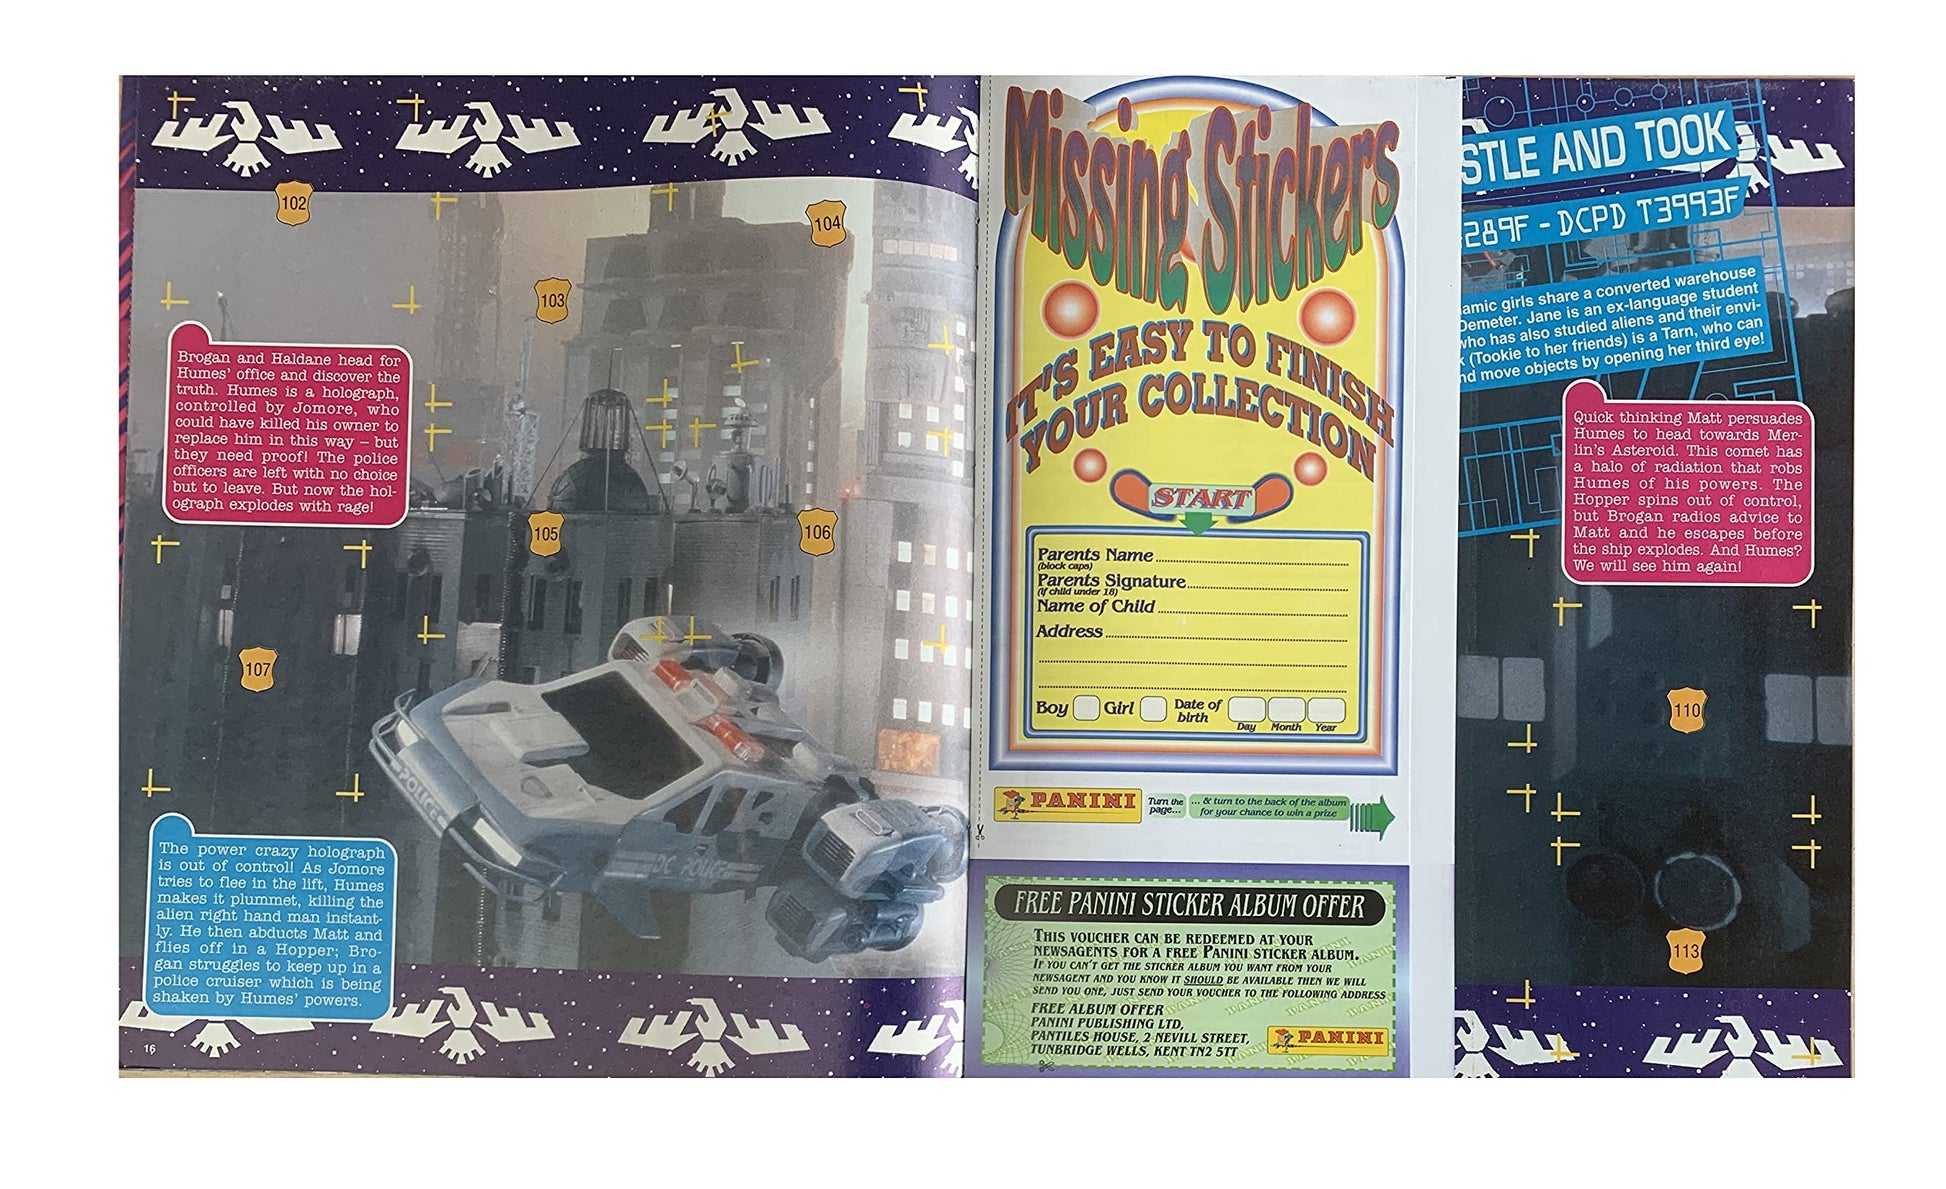 102
104
103
Brogan and Haldane head for
Humes' office and discover the
truth. Humes is a holograph,
controlled by Jomore, who
could have killed his owner to
replace him in this way – but
they need proof! The police
officers are left with no choice
but to leave. But now the hol-
ograph explodes with rage!
105
106
107
POLICE
DC POLICE
The power crazy holograph
is out of control! As Jomore
tries to flee in the lift, Humes
makes it plummet, killing the
alien right hand man instant-
ly. He then abducts Matt and
flies off in a Hopper; Bro-
gan struggles to keep up in a
police cruiser which is being
shaken by Humes' powers.
16
Missing Stickers
IT'S EASY TO FINISH
YOUR COLLECTION
START
Parents Name
(block caps)
Parents Signature
(if child under 18)
Name of Child
Address
Boy Girl Date of
birth
Day Month Year
PANINI
Turn the
page...
... & turn to the back of the album
for your chance to win a prize
FREE PANINI STICKER ALBUM OFFER
THIS VOUCHER CAN BE REDEEMED AT YOUR
NEWSAGENTS FOR A FREE PANINI STICKER ALBUM.
IF YOU CAN'T GET THE STICKER ALBUM YOU WANT FROM YOUR
NEWSAGENT AND YOU KNOW IT SHOULD BE AVAILABLE THEN WE WILL
SEND YOU ONE, JUST SEND YOUR VOUCHER TO THE FOLLOWING ADDRESS
FREE ALBUM OFFER
PANINI PUBLISHING LTD,
PANTILES HOUSE, 2 NEVILL STREET,
TUNBRIDGE WELLS, KENT TN2 5TT
PANINI
STLE AND TOOK
289F - DCPD T3993F
amic girls share a converted warehouse
Demeter. Jane is an ex-language student
who has also studied aliens and their envi-
k (Tookie to her friends) is a Tarn, who can
nd move objects by opening her third eye!
Quick thinking Matt persuades
Humes to head towards Mer-
lin's Asteroid. This comet has
a halo of radiation that robs
Humes of his powers. The
Hopper spins out of control,
but Brogan radios advice to
Matt and he escapes before
the ship explodes. And Humes?
We will see him again!
110
113